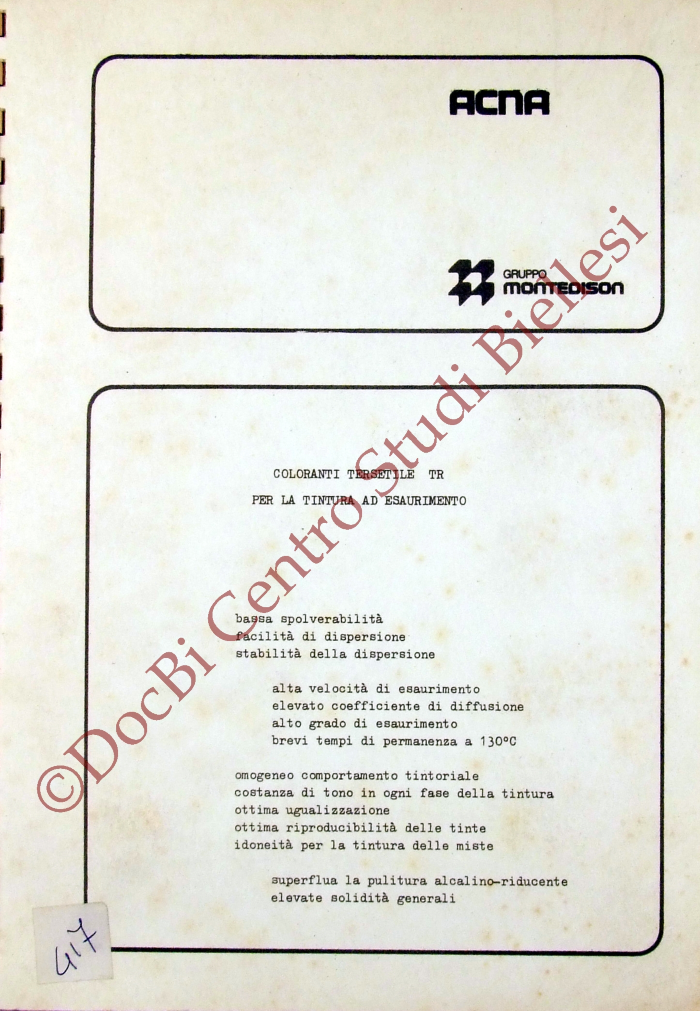 ACNA
GRUPPO
MONTEDISON
COLORANTI TERSETILE TR
PER LA TINTURA AD ESAURIMENTO
bassa spolverabilità
facilità di dispersione
stabilità della dispersione
alta velocità di esaurimento
elevato coefficiente di diffusione
alto grado di esaurimento
brevi tempi di permanenza a 130°C
omogeneo comportamento tintoriale
costanza di tono in ogni fase della tintura
ottima ugualizzazione
ottima riproducibilità delle tinte
idoneità per la tintura delle miste
superflua la pulitura alcalino-riducente
elevate solidità generali
417
©DocBi Centro Studi Biellesi